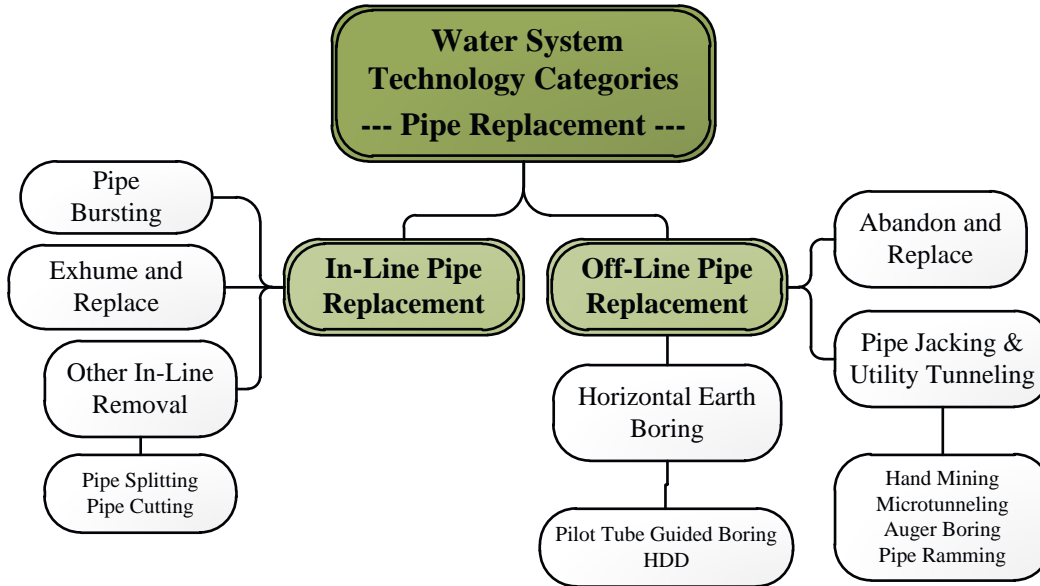 Water System
Technology Categories
--- Pipe Replacement ---
Pipe
Bursting
Exhume and
Replace
Other In-Line
Removal
Pipe Splitting
Pipe Cutting
In-Line Pipe
Replacement
Off-Line Pipe
Replacement
Horizontal Earth
Boring
Pilot Tube Guided Boring
HDD
Abandon and
Replace
Pipe Jacking &
Utility Tunneling
Hand Mining
Microtunneling
Auger Boring
Pipe Ramming